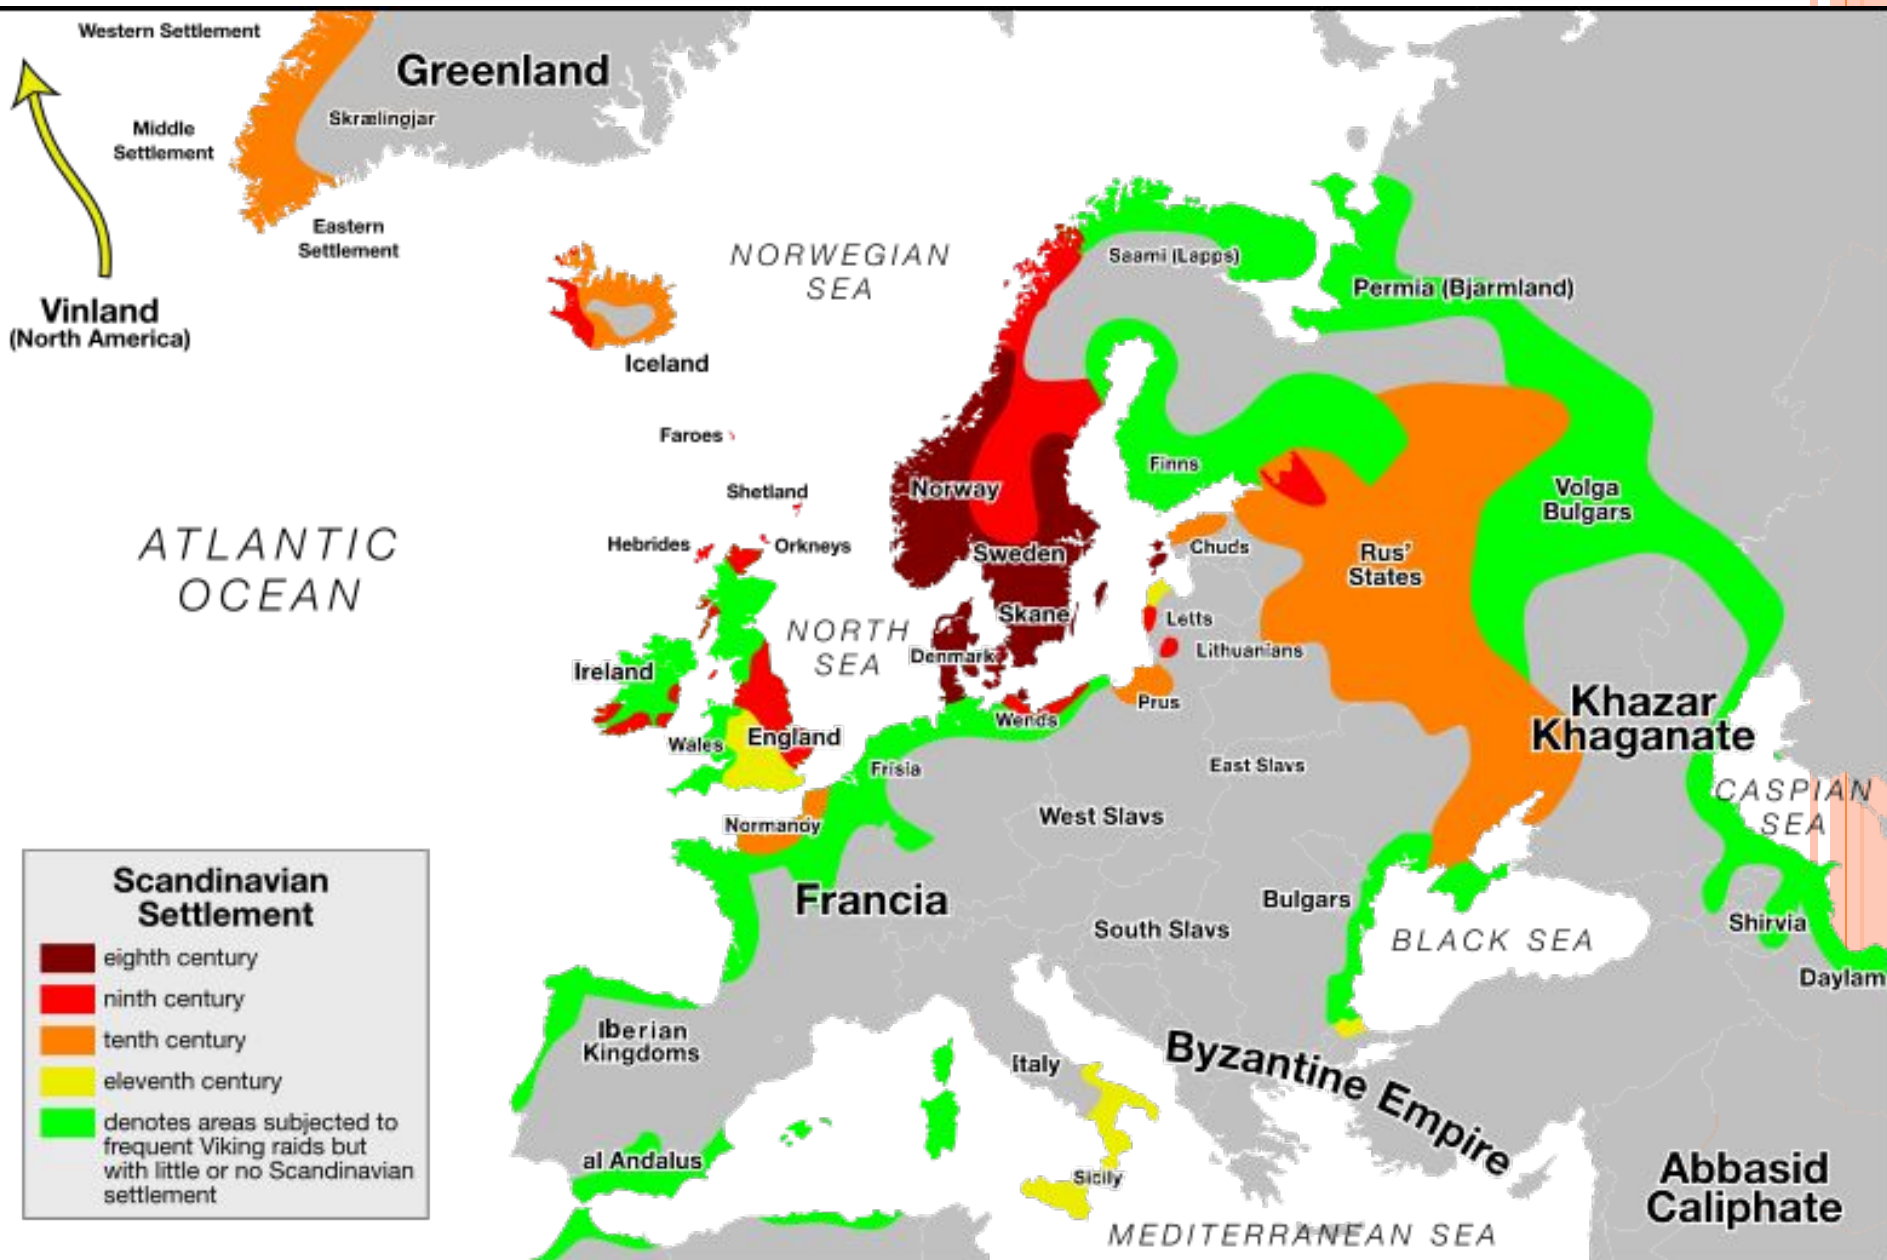 Western Settlement
Greenland
Skrælingjar
Middle
Settlement
Eastern
Settlement
Vinland
(North America)
NORWEGIAN
SEA
Saami (Lapps)
Permia (Bjarmland)
Iceland
Faroes
Shetland
Hebrides
Orkneys
ATLANTIC
OCEAN
Norway
Sweden
Skane
Denmark
Finns
Volga
Bulgars
Chuds
Rus'
States
NORTH
SEA
Letts
Lithuanians
Ireland
Prus
Wends
Wales
England
Khazar
Khaganate
Frisia
East Slavs
CASPIAN
SEA
West Slavs
Normandy
Francia
Bulgars
South Slavs
BLACK SEA
Shirvia
Daylam
Iberian
Kingdoms
Italy
Byzantine Empire
al Andalus
Sicily
Abbasid
Caliphate
MEDITERRANEAN SEA
Scandinavian
Settlement
eighth century
ninth century
tenth century
eleventh century
denotes areas subjected to
frequent Viking raids but
with little or no Scandinavian
settlement